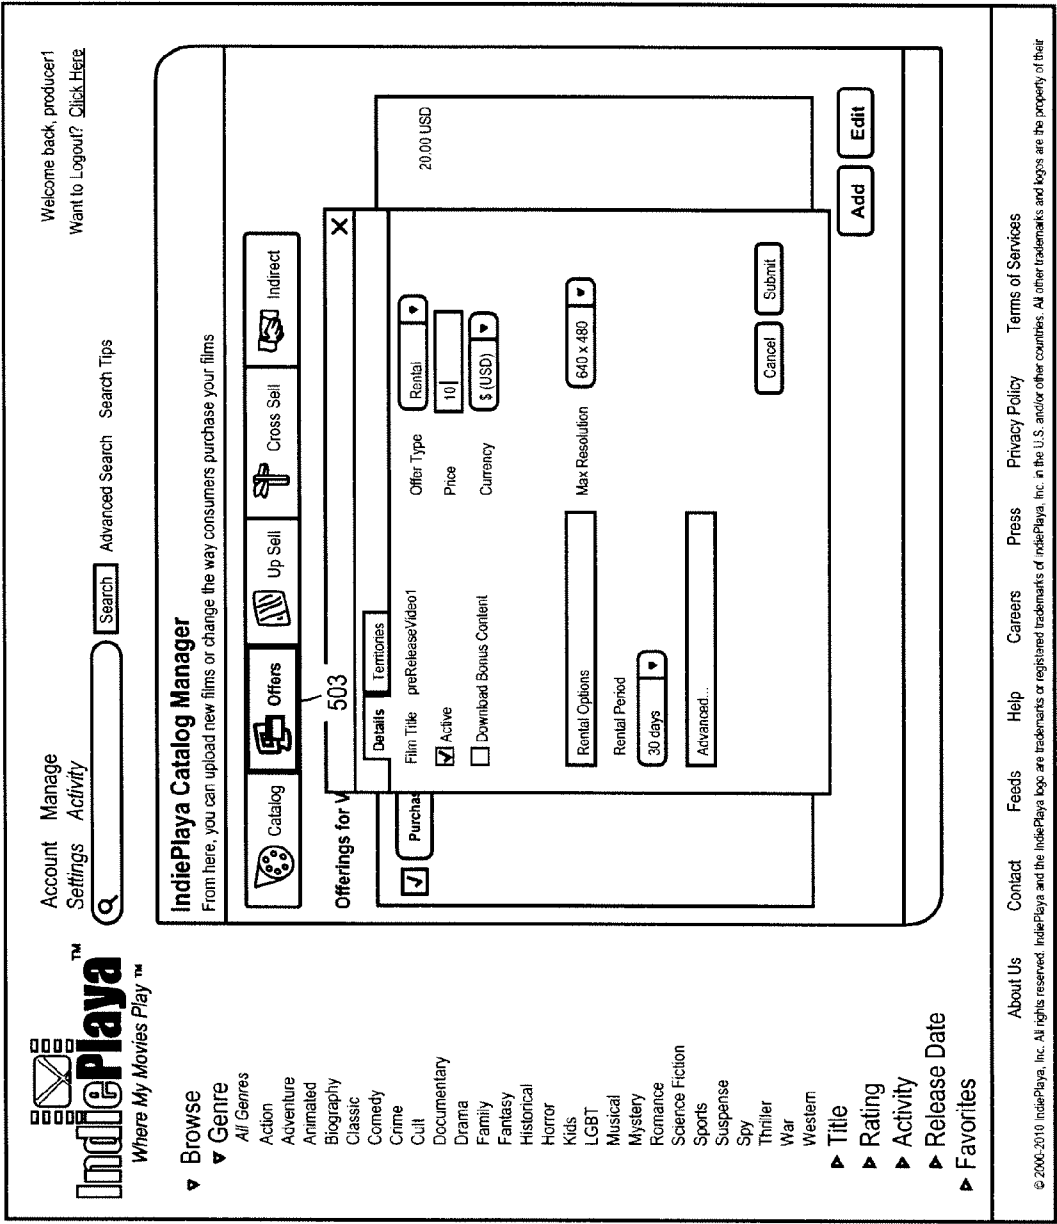 IndiePlaya™
Where My Movies Play ™
Account Settings
Manage Activity
Search
Advanced Search
Search Tips
Welcome back, producer1
Want to Logout? Click Here
Browse
Genre
All Genres
Action
Adventure
Animated
Biography
Classic
Comedy
Crime
Cult
Documentary
Drama
Family
Fantasy
Historical
Horror
Kids
LGBT
Musical
Mystery
Romance
Science Fiction
Sports
Suspense
Spy
Thriller
War
Western
Title
Rating
Activity
Release Date
Favorites
IndiePlaya Catalog Manager
From here, you can upload new films or change the way consumers purchase your films
Catalog
Offers
Up Sell
Cross Sell
Indirect
503
Offerings for V
X
Purchas
20.00 USD
Details
Territories
Film Title preReleaseVideo1
Offer Type Rental
Active
Price 10
Download Bonus Content
Currency $ (USD)
Rental Options
Max Resolution 640 x 480
Rental Period
30 days
Advanced...
Cancel
Submit
Add
Edit
About Us Contact Feeds Help Careers Press Privacy Policy Terms of Services
© 2000-2010 IndiePlaya, Inc. All rights reserved. IndiePlaya and the IndiePlaya logo are trademarks or registered trademarks of IndiePlaya, Inc. in the U.S. and/or other countries. All other trademarks and logos are the property of their